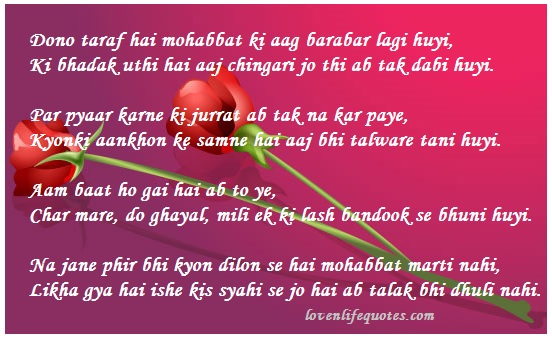 Dono taraf hai mohabbat ki aag barabar lagi huyi,
Ki bhadak uthi hai aaj chingari jo thi ab tak dabi huyi.
Par pyaar karne ki jurrat ab tak na kar paye,
Kyonki aankhon ke samne hai aaj bhi talware tani huyi.
Aam baat ho gai hai ab to ye,
Char mare, do ghayal, mili ek ki lash bandook se bhuni huyi.
Na jane phir bhi kyon dilon se hai mohabbat marti nahi,
Likha gya hai ishe kis syahi se jo hai ab talak bhi dhuli nahi.
lovenlifequotes.com